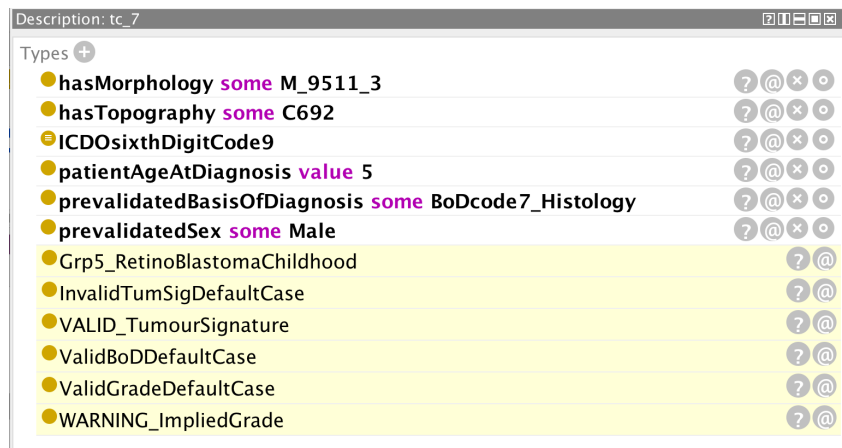 Description: tc_7
Types
hasMorphology some M_9511_3
hasTopography some C692
ICDOsixthDigitCode9
patientAgeAtDiagnosis value 5
prevalidatedBasisOfDiagnosis some BoDcode7_Histology
prevalidatedSex some Male
Grp5_RetinoBlastomaChildhood
InvalidTumSigDefaultCase
VALID_TumourSignature
ValidBoDDefaultCase
ValidGradeDefaultCase
WARNING_ImpliedGrade